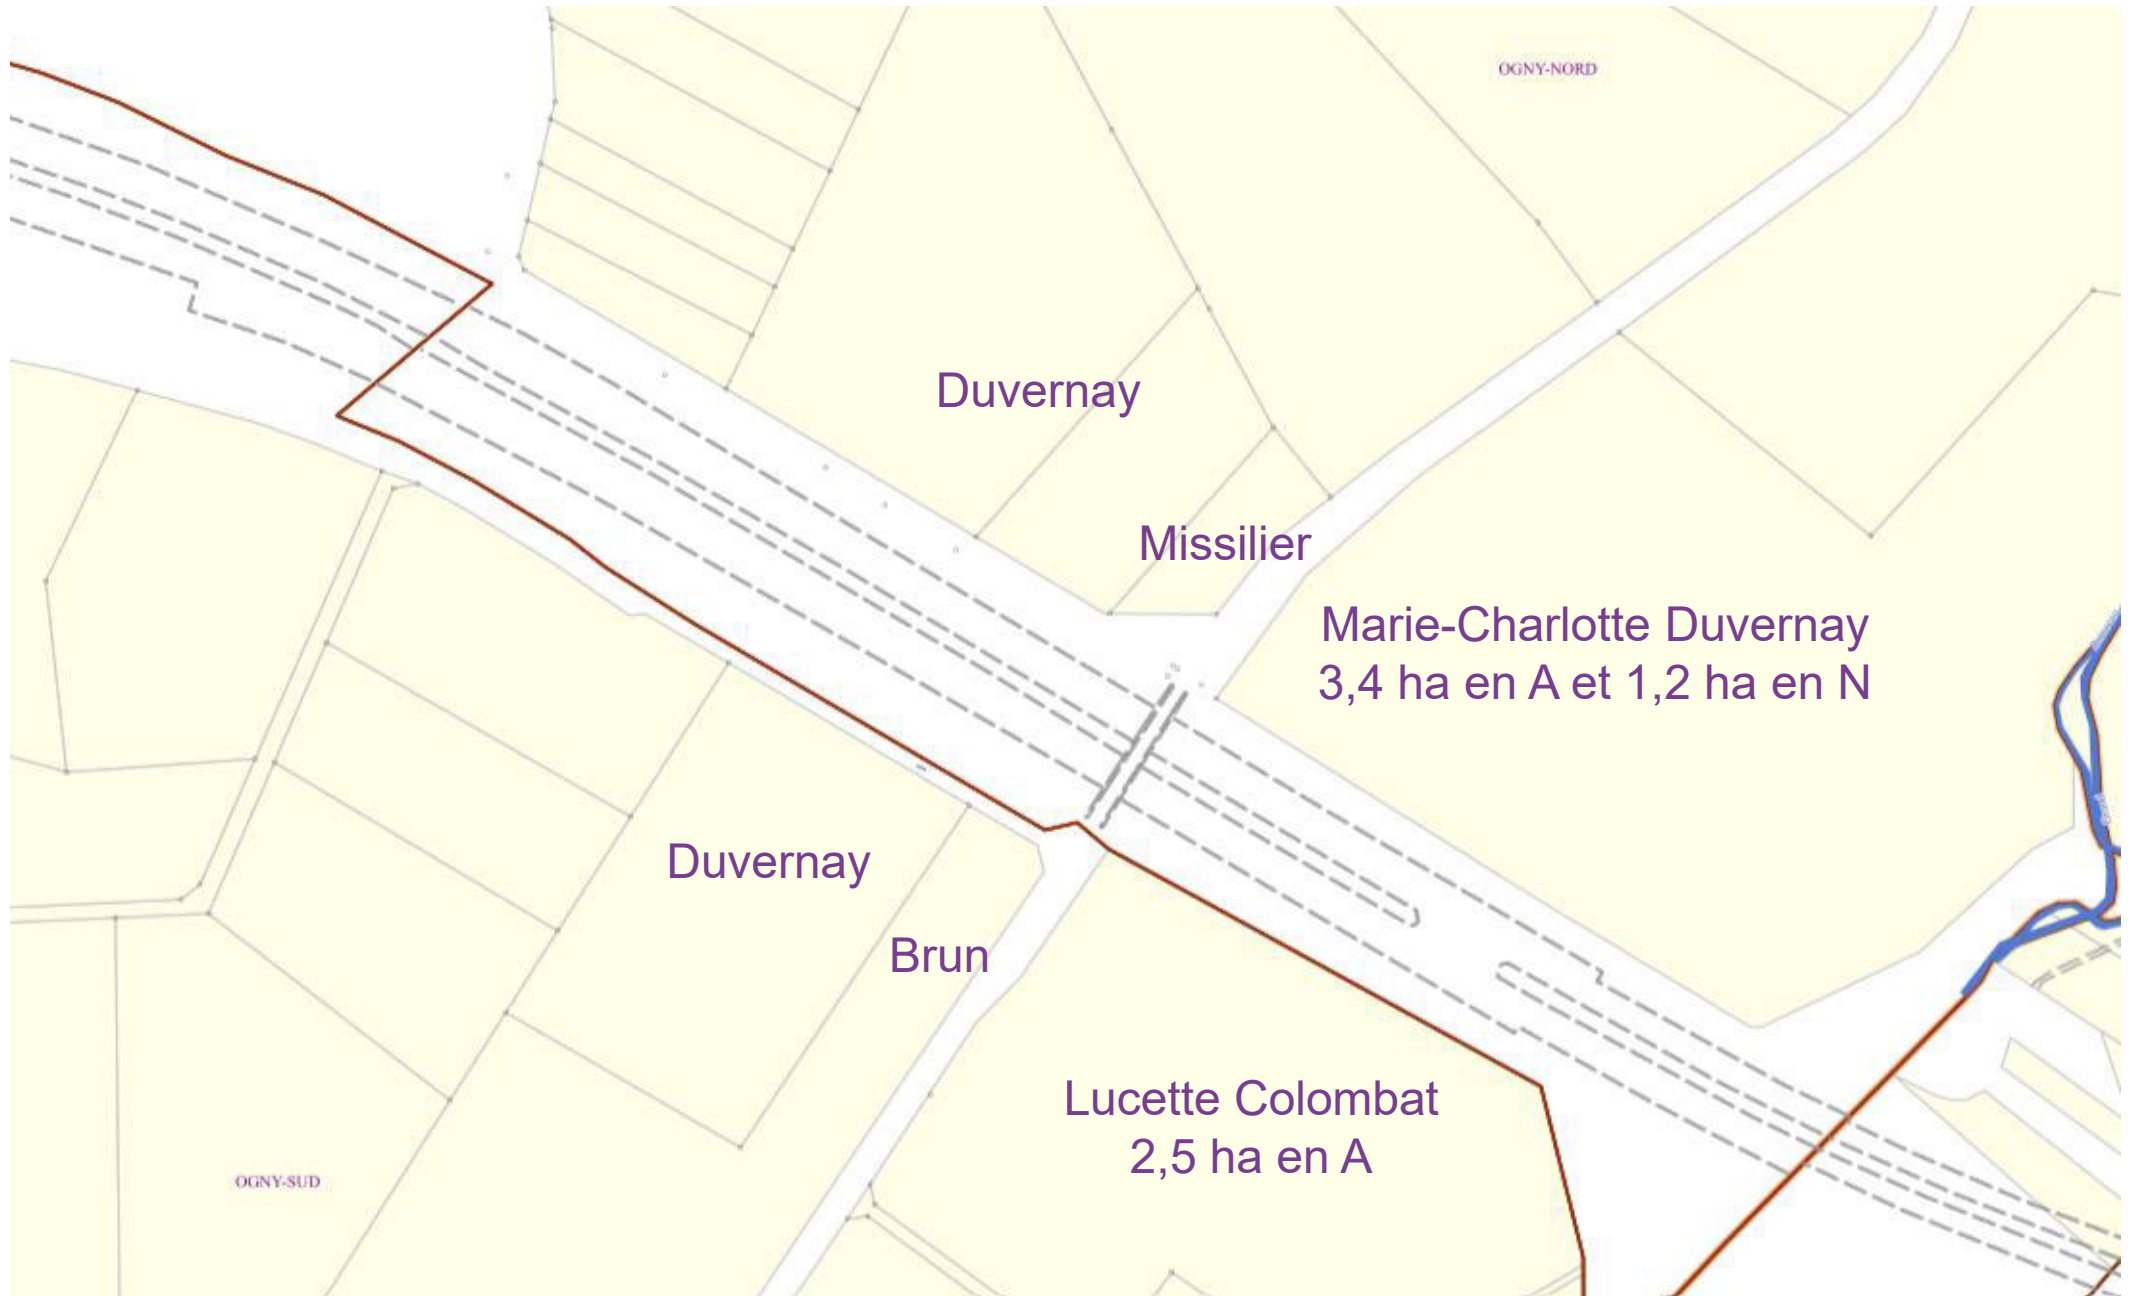 OGNY-NORD
Duvernay
Missilier
Marie-Charlotte Duvernay
3,4 ha en A et 1,2 ha en N
Duvernay
Brun
Lucette Colombat
2,5 ha en A
OGNY-SUD